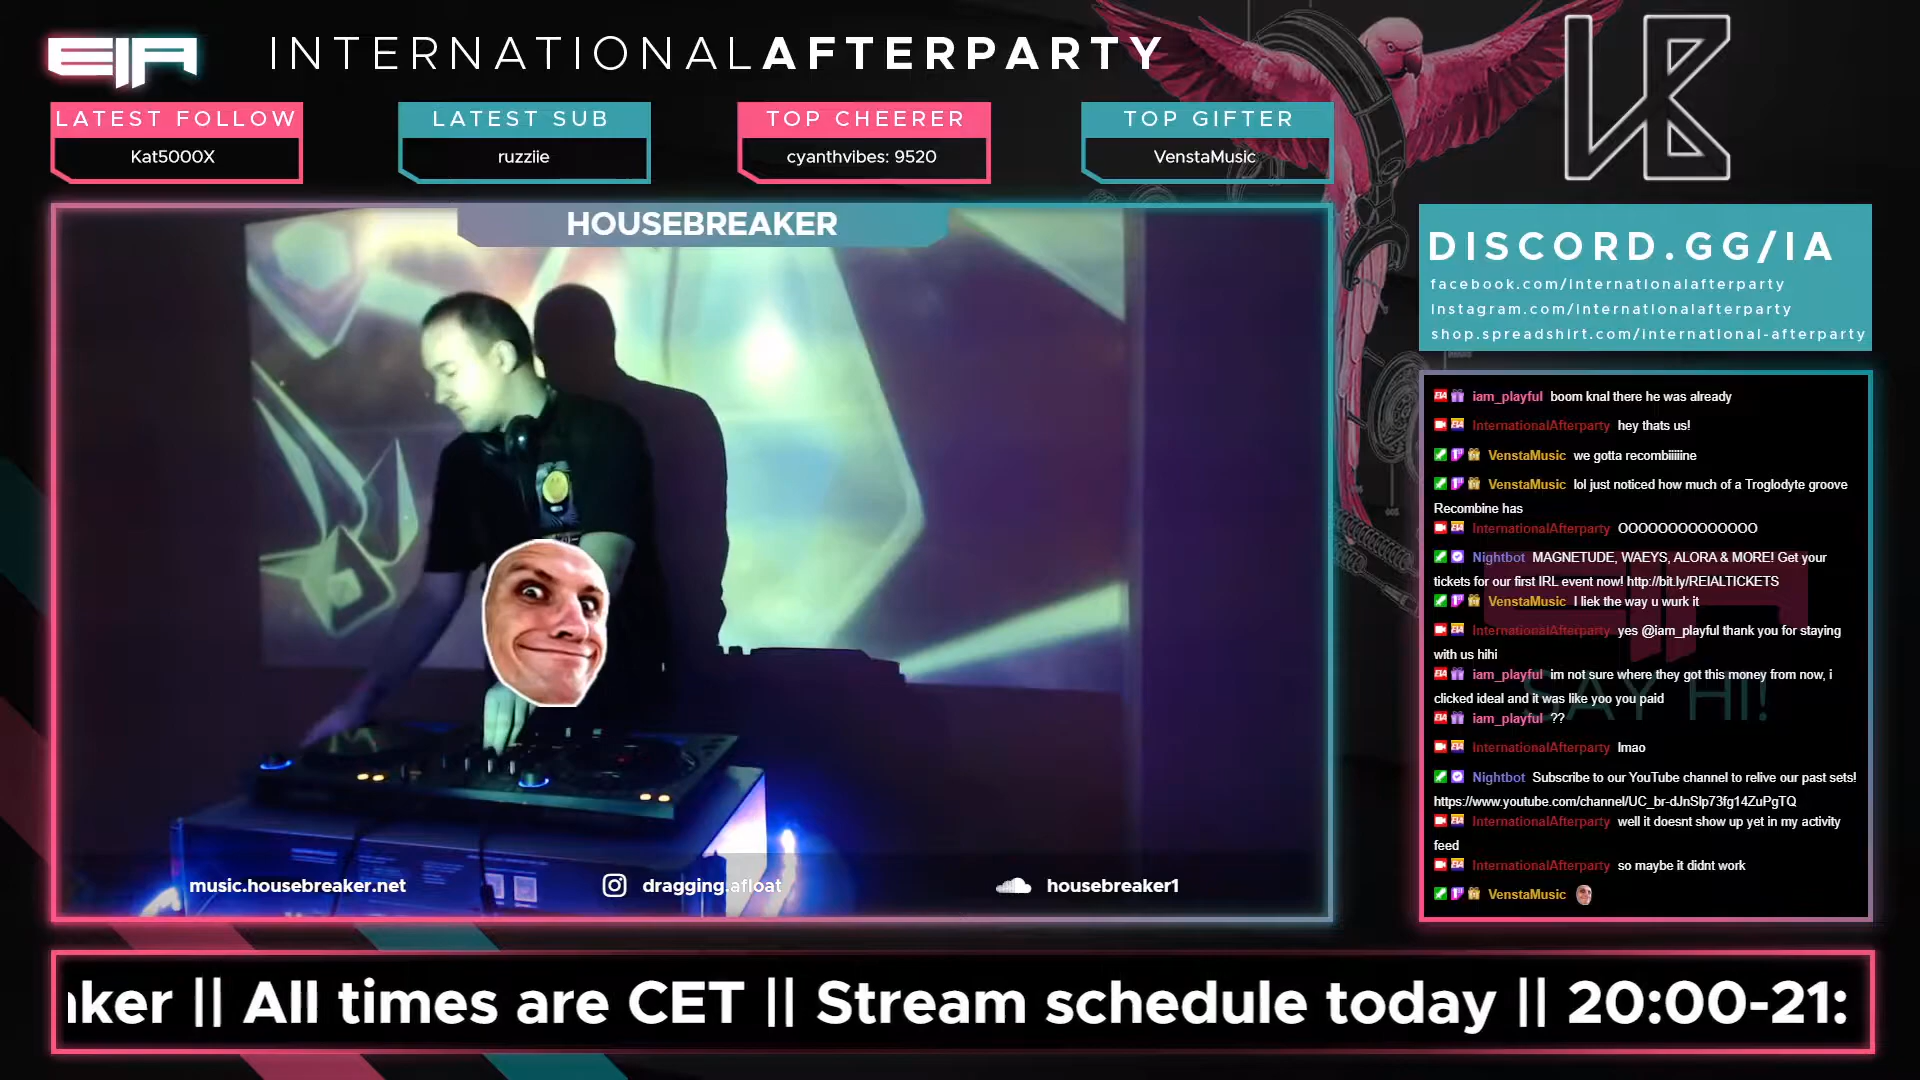 EIA
INTERNATIONALAFTERPARTY
LATEST FOLLOW
Kat5000X
LATEST SUB
ruzziie
TOP CHEERER
cyanthvibes: 9520
TOP GIFTER
VenstaMusic
HOUSEBREAKER
music.housebreaker.net
dragging.afloat
housebreaker1
DISCORD.GG/IA
facebook.com/internationalafterparty
instagram.com/internationalafterparty
shop.spreadshirt.com/international-afterparty
iam_playful boom knal there he was already
InternationalAfterparty hey thats us!
VenstaMusic we gotta recombiiiiine
VenstaMusic lol just noticed how much of a Troglodyte groove
Recombine has
InternationalAfterparty OOOOOOOOOOOOOO
Nightbot MAGNETUDE, WAEYS, ALORA & MORE! Get your
tickets for our first IRL event now! http://bit.ly/REIALTICKETS
VenstaMusic I liek the way u wurk it
InternationalAfterparty yes @iam_playful thank you for staying
with us hihi
iam_playful im not sure where they got this money from now, i
clicked ideal and it was like yoo you paid
iam_playful ??
InternationalAfterparty lmao
Nightbot Subscribe to our YouTube channel to relive our past sets!
https://www.youtube.com/channel/UC_br-dJnSlp73fg14ZuPgTQ
InternationalAfterparty well it doesnt show up yet in my activity
feed
InternationalAfterparty so maybe it didnt work
VenstaMusic
SAY HI!
aker || All times are CET || Stream schedule today || 20:00-21: